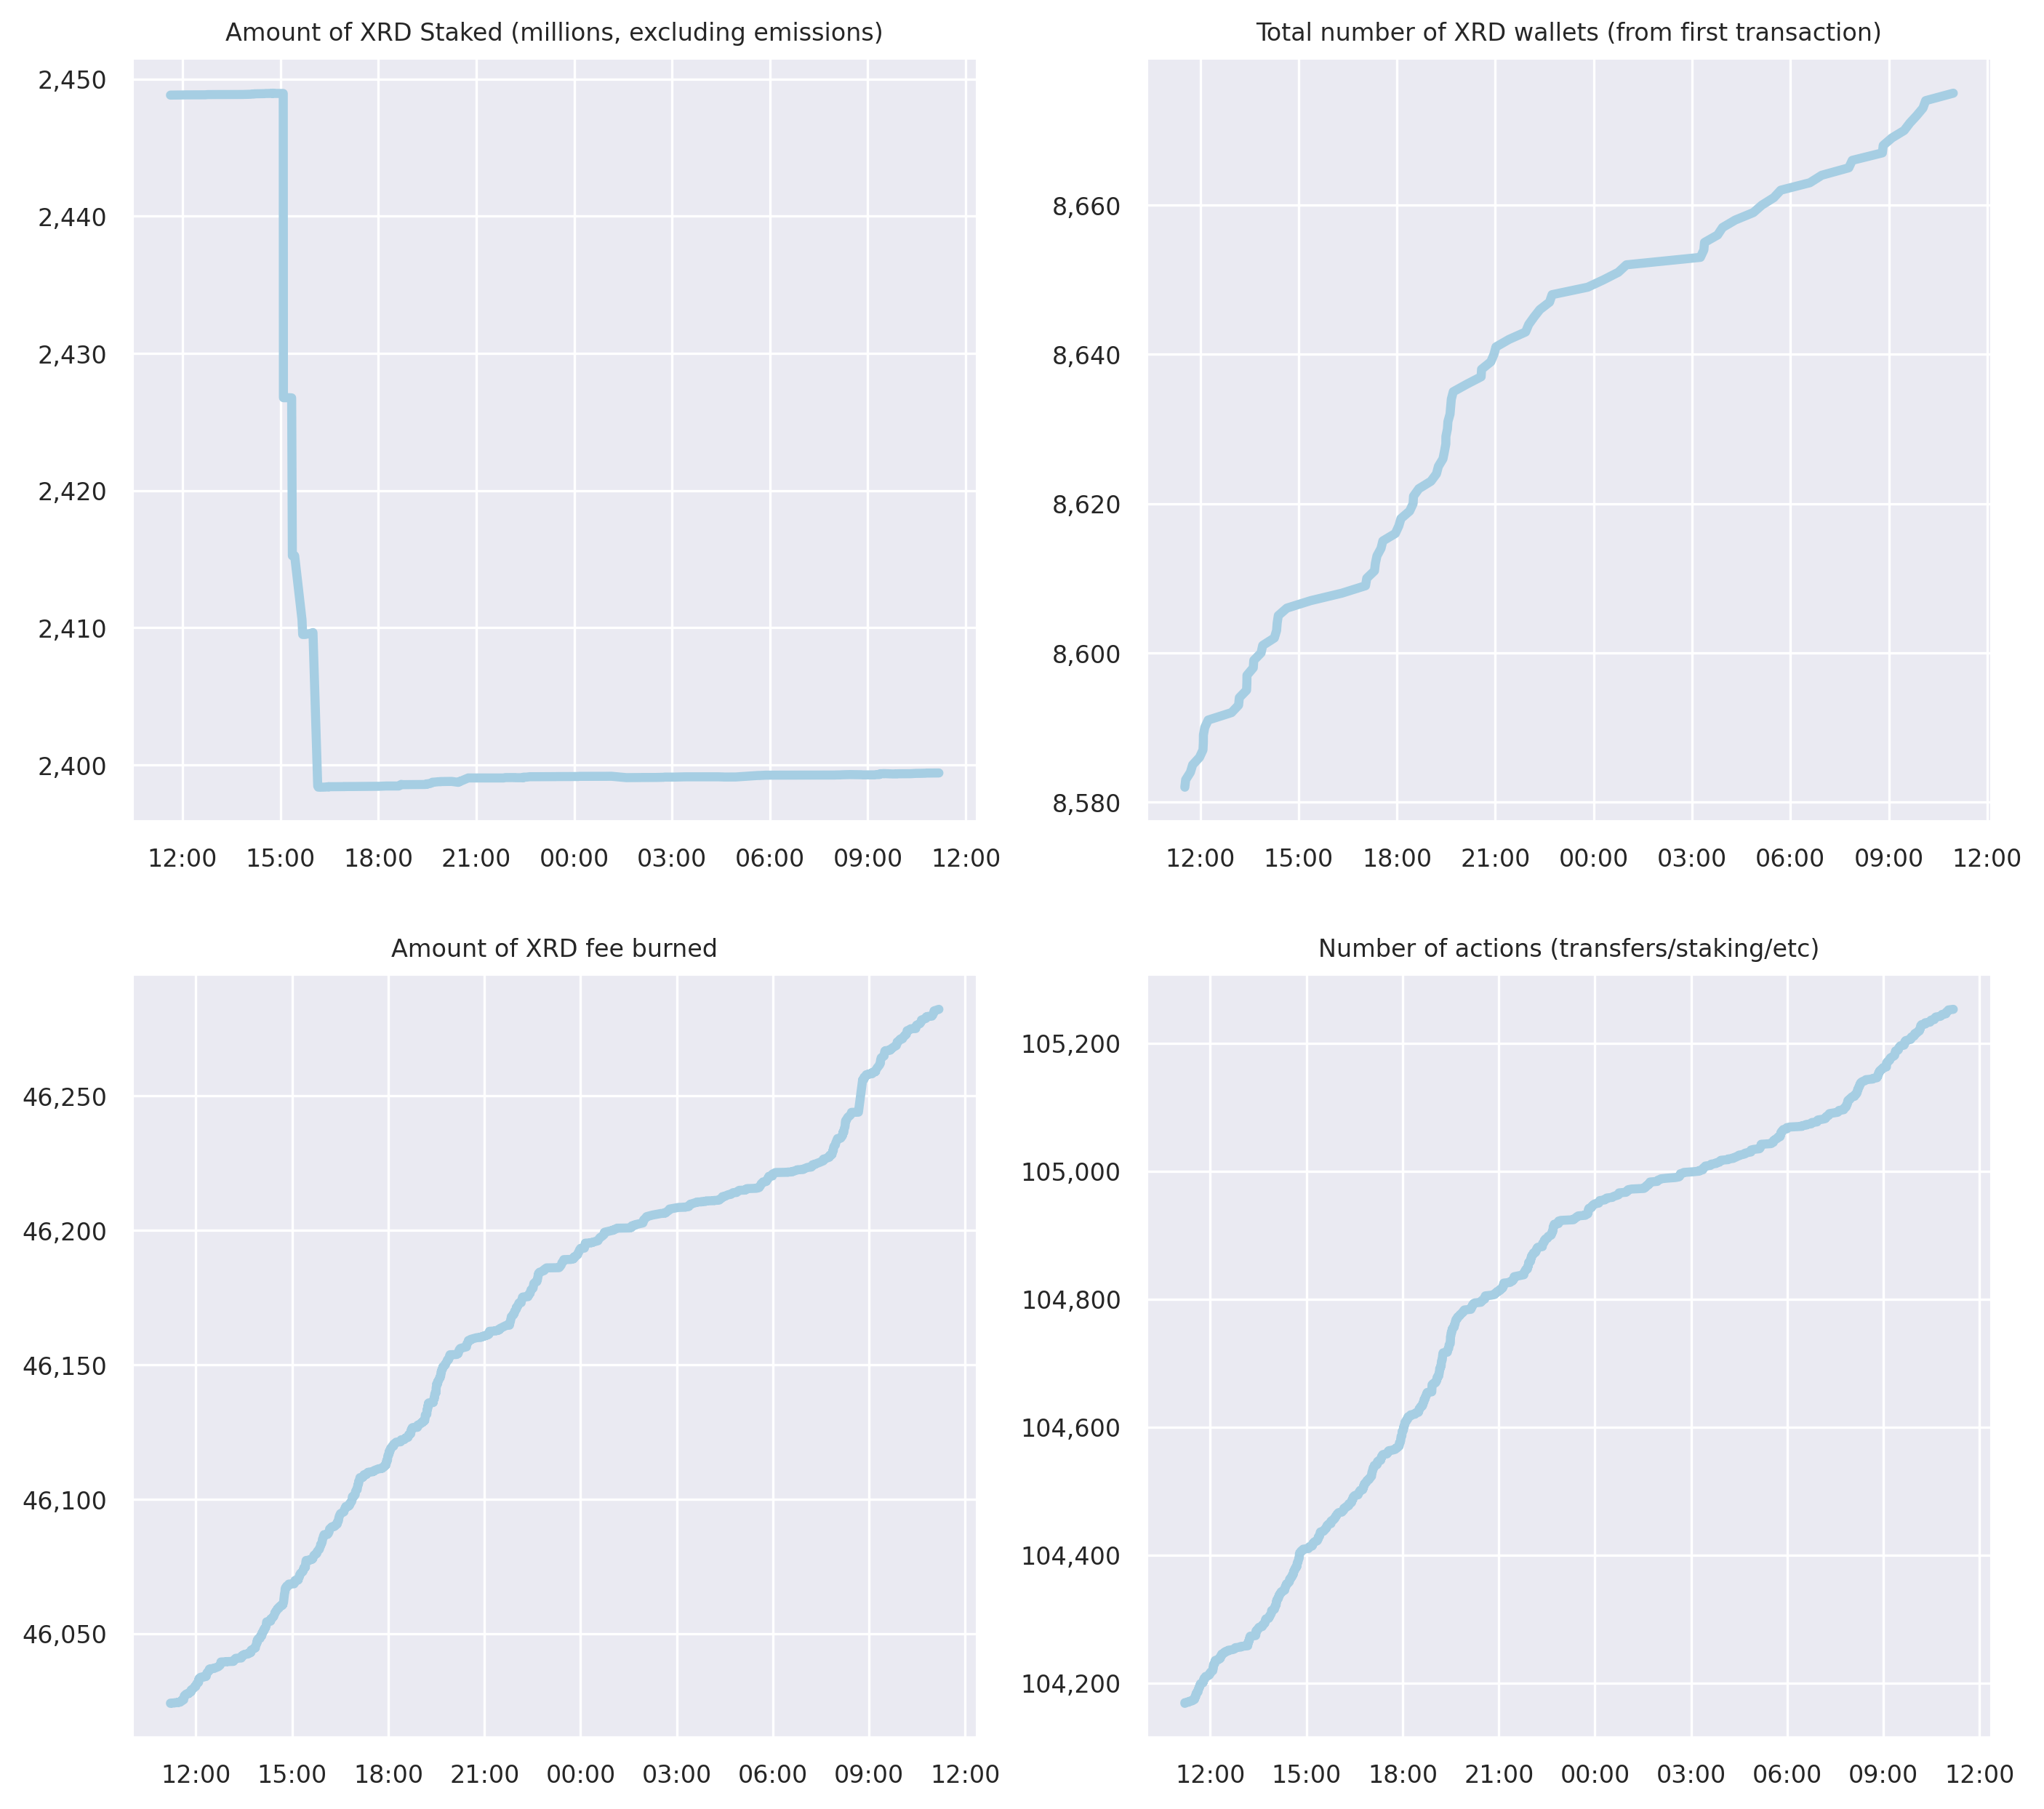 Amount of XRD Staked (millions, excluding emissions)
2,450
2,440
2,430
2,420
2,410
2,400
12:00 15:00 18:00 21:00 00:00 03:00 06:00 09:00 12:00
Total number of XRD wallets (from first transaction)
8,660
8,640
8,620
8,600
8,580
12:00 15:00 18:00 21:00 00:00 03:00 06:00 09:00 12:00
Amount of XRD fee burned
46,250
46,200
46,150
46,100
46,050
12:00 15:00 18:00 21:00 00:00 03:00 06:00 09:00 12:00
Number of actions (transfers/staking/etc)
105,200
105,000
104,800
104,600
104,400
104,200
12:00 15:00 18:00 21:00 00:00 03:00 06:00 09:00 12:00